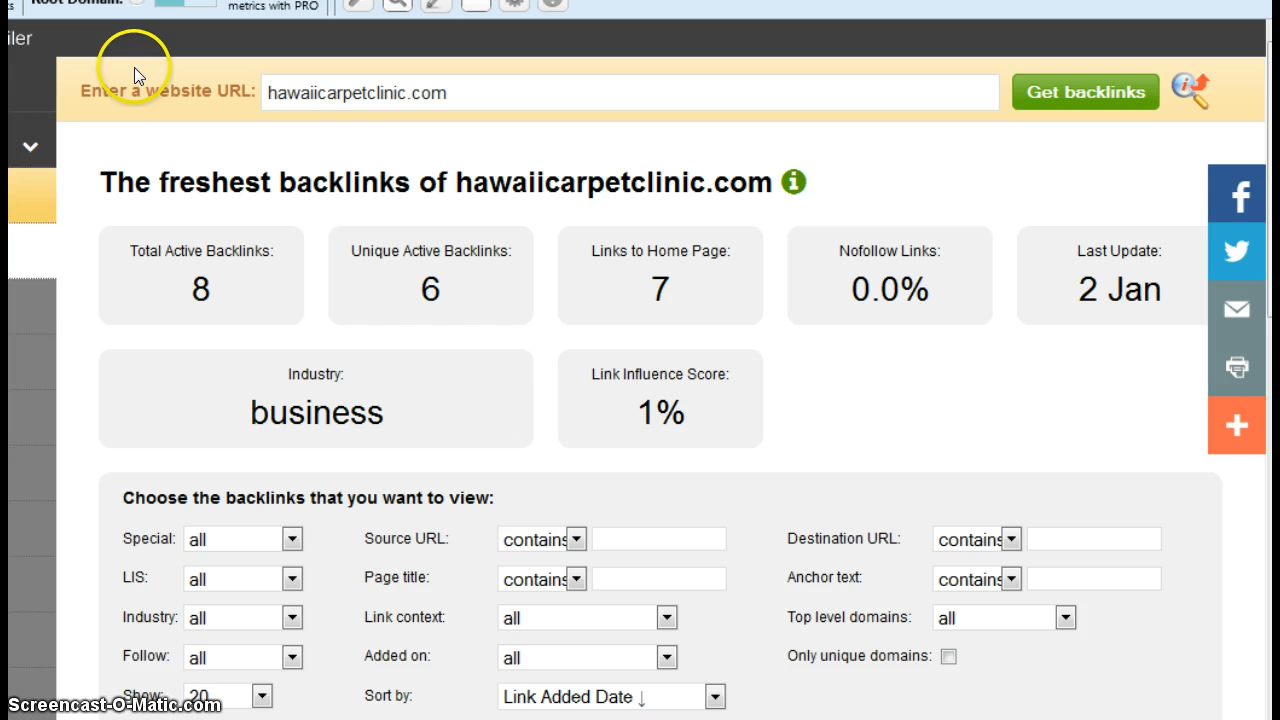 Root Domain:
metrics with PRO
iler
Enter a website URL: hawaiicarpetclinic.com Get backlinks
The freshest backlinks of hawaiicarpetclinic.com
Total Active Backlinks: Unique Active Backlinks: Links to Home Page: Nofollow Links: Last Update:
8 6 7 0.0% 2 Jan
Industry: Link Influence Score:
business 1%
Choose the backlinks that you want to view:
Special: all Source URL: contains Destination URL: contains
LIS: all Page title: contains Anchor text: contains
Industry: all Link context: all Top level domains: all
Follow: all Added on: all Only unique domains:
Show: 20 Sort by: Link Added Date ↓
Screencast-O-Matic.com